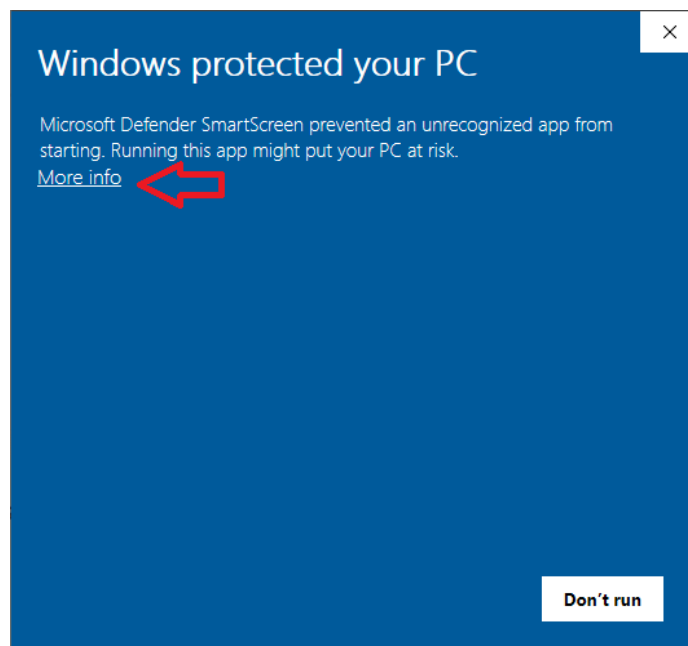 Windows protected your PC
Microsoft Defender SmartScreen prevented an unrecognized app from
starting. Running this app might put your PC at risk.
More info
Don't run